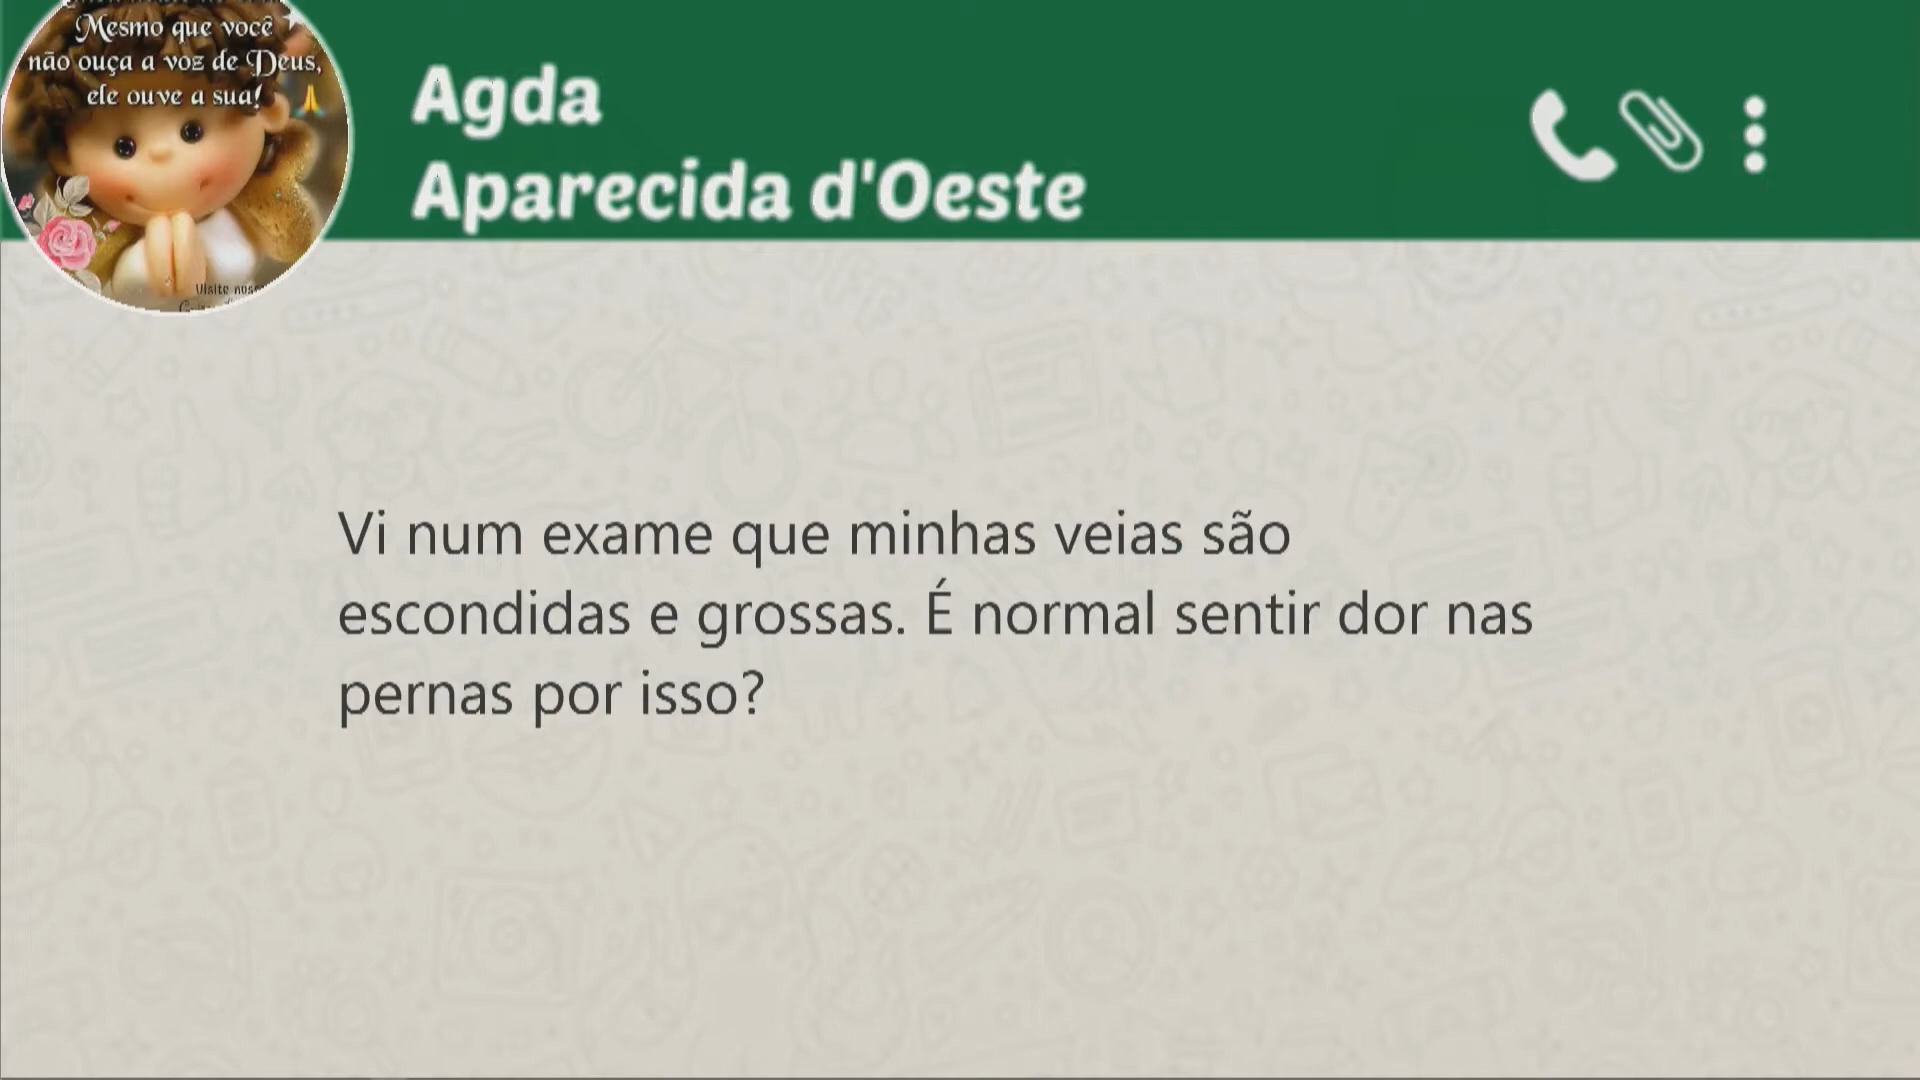 Mesmo que você
não ouça a voz de Deus,
ele ouve a sua!
Agda
Aparecida d'Oeste
Visite
Vi num exame que minhas veias são
escondidas e grossas. É normal sentir dor nas
pernas por isso?